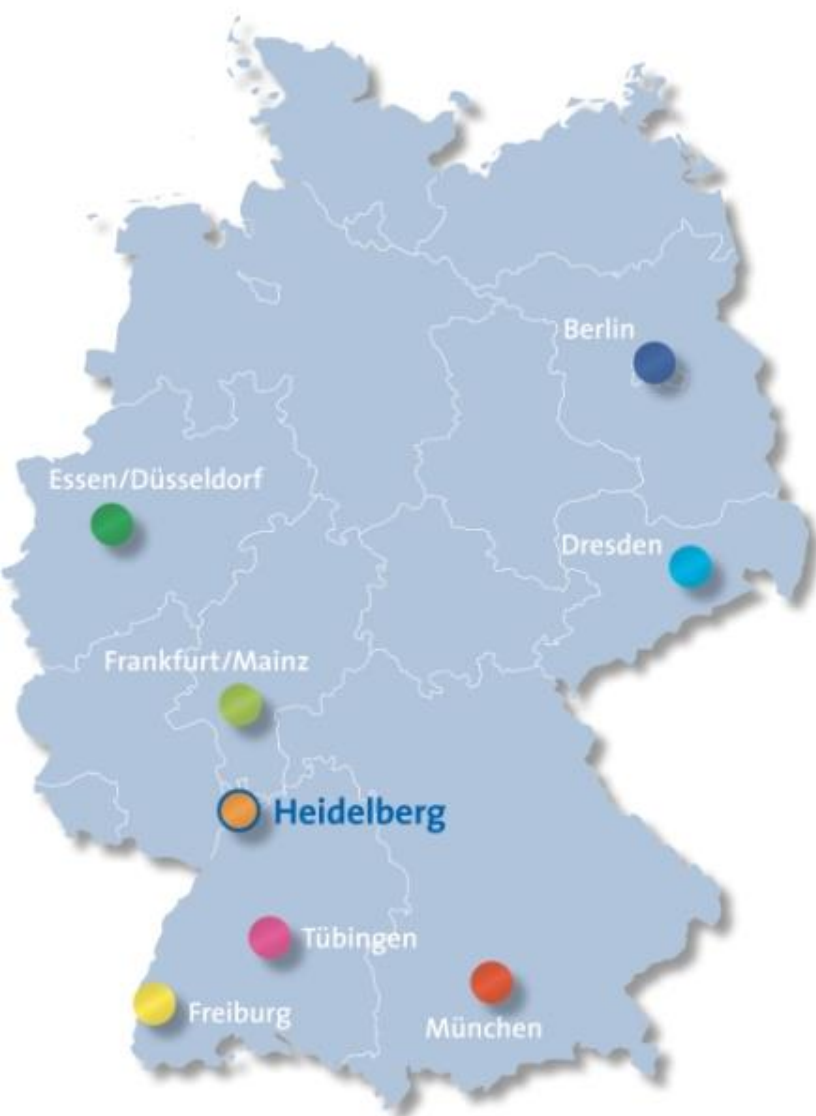 Berlin
Essen/Düsseldorf
Dresden
Frankfurt/Mainz
Heidelberg
Tübingen
Freiburg
München